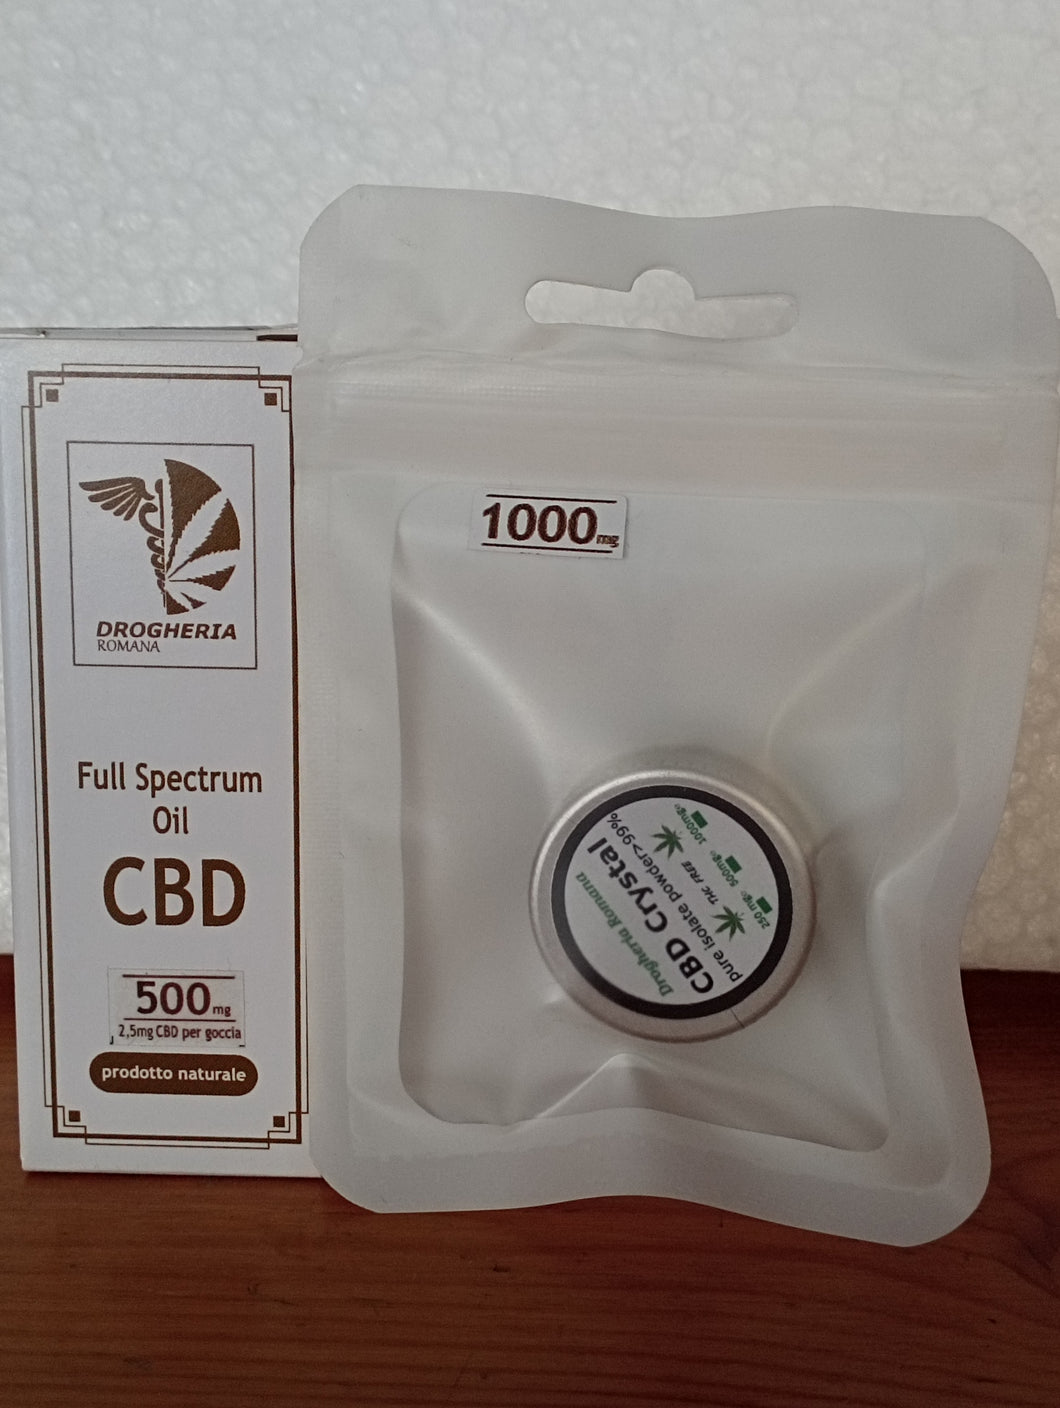 DROGHERIA
ROMANA
Full Spectrum
Oil
CBD
500mg
2,5mg CBD per goccia
prodotto naturale
1000mg
Drogheria Romana
CBD Crystal
pure isolate powder>99%
THC FREE
250 mg
500mg
1000mg